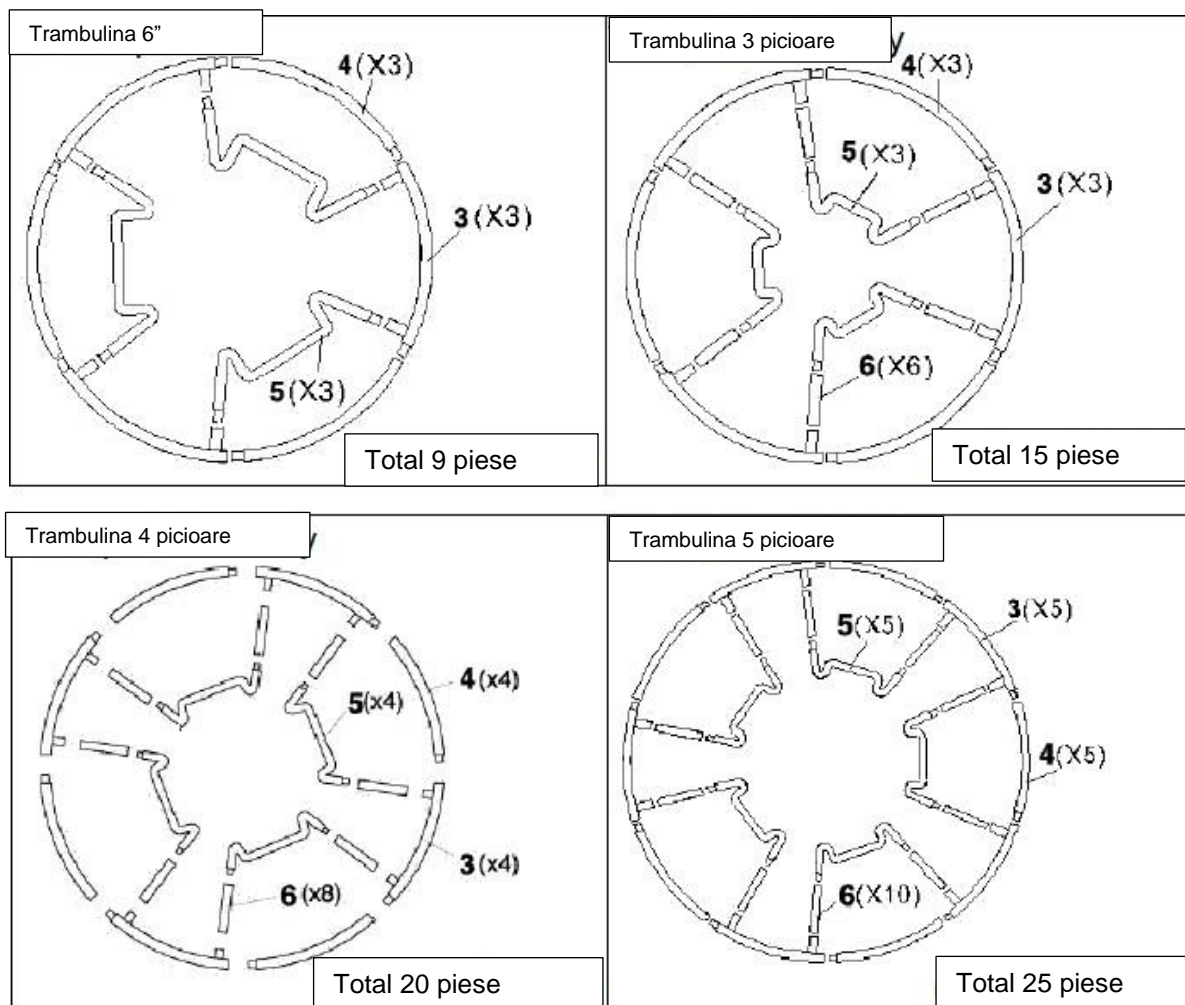 Trambulina 6”
4(X3)
3(X3)
5(X3)
Total 9 piese
Trambulina 3 picioare
y
4(X3)
5(X3)
3(X3)
6(X6)
Total 15 piese
Trambulina 4 picioare
y
4(x4)
5(x4)
3(x4)
6(x8)
Total 20 piese
Trambulina 5 picioare
3(X5)
5(X5)
4(X5)
6(X10)
Total 25 piese